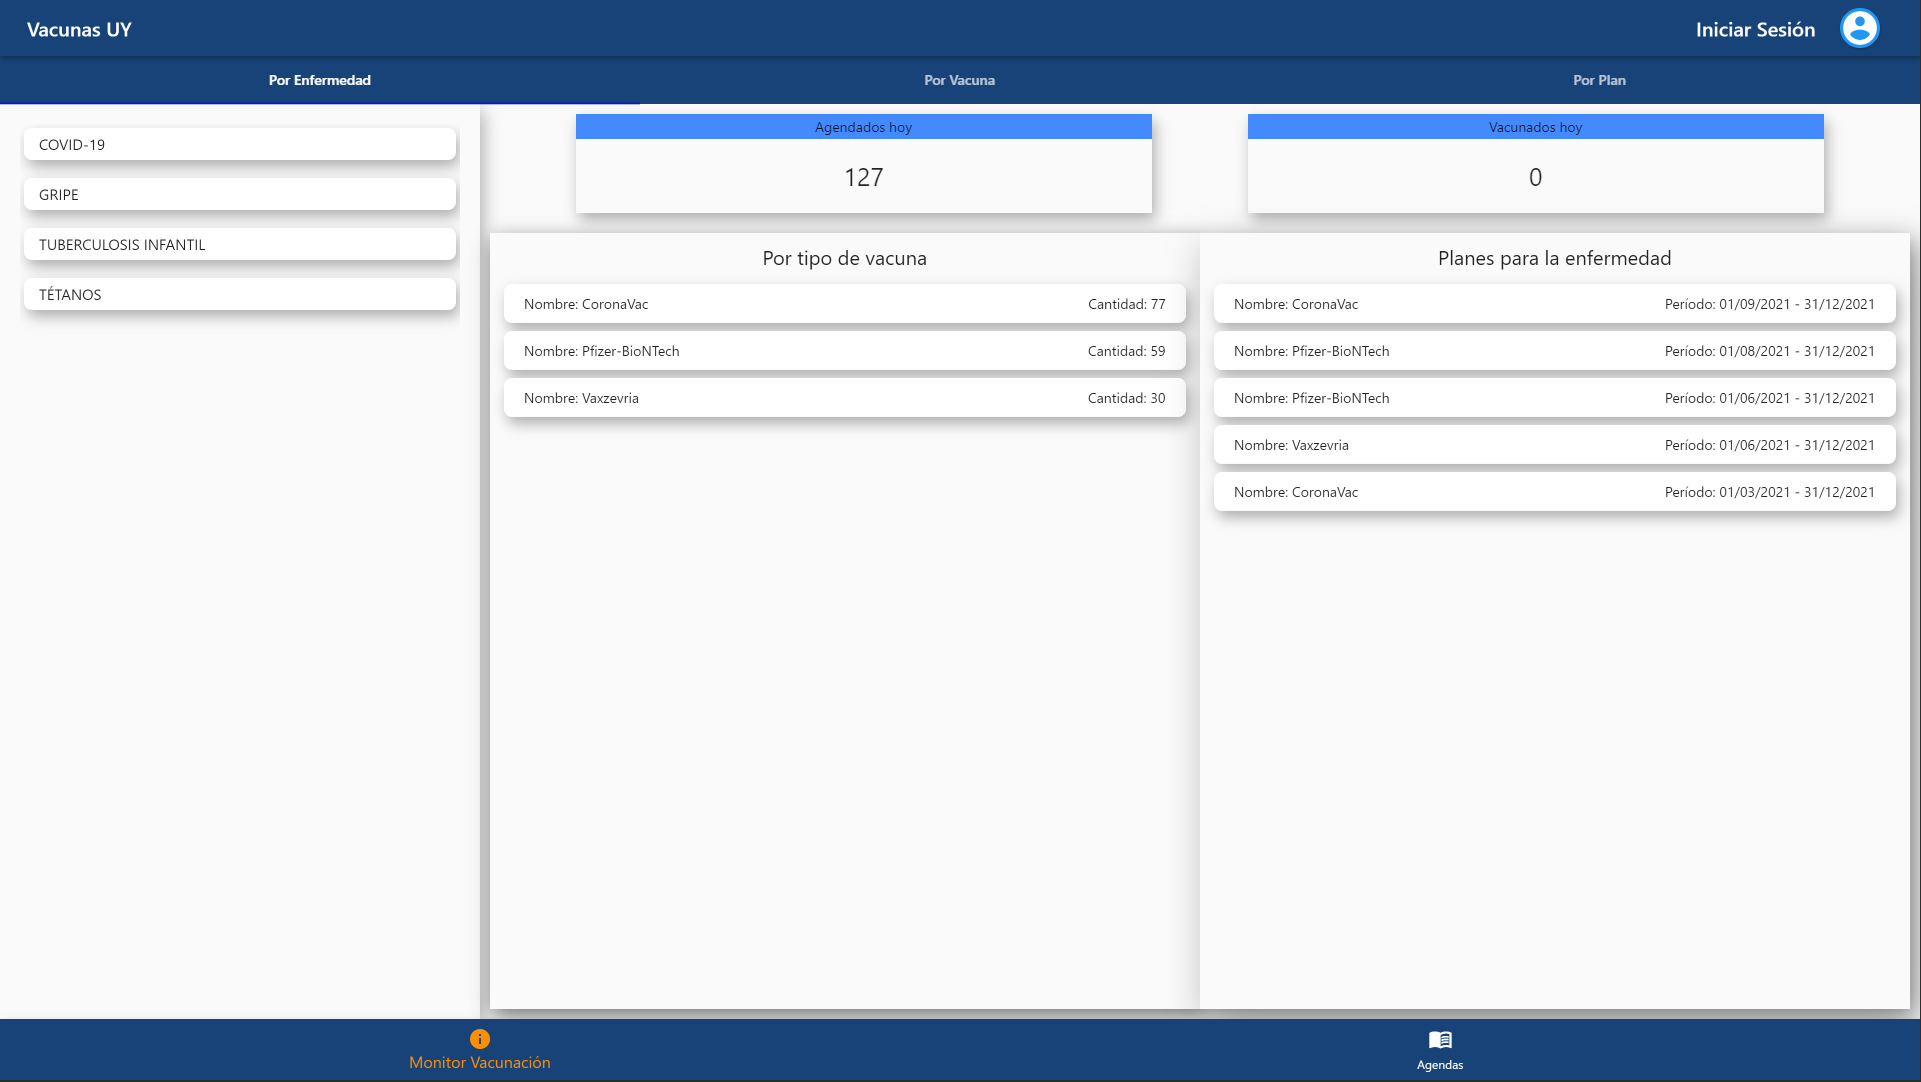 Vacunas UY
Iniciar Sesión
Por Enfermedad
Por Vacuna
Por Plan
COVID-19
GRIPE
TUBERCULOSIS INFANTIL
TÉTANOS
Agendados hoy
127
Vacunados hoy
0
Por tipo de vacuna
Nombre: CoronaVac Cantidad: 77
Nombre: Pfizer-BioNTech Cantidad: 59
Nombre: Vaxzevria Cantidad: 30
Planes para la enfermedad
Nombre: CoronaVac Período: 01/09/2021 - 31/12/2021
Nombre: Pfizer-BioNTech Período: 01/08/2021 - 31/12/2021
Nombre: Pfizer-BioNTech Período: 01/06/2021 - 31/12/2021
Nombre: Vaxzevria Período: 01/06/2021 - 31/12/2021
Nombre: CoronaVac Período: 01/03/2021 - 31/12/2021
Monitor Vacunación
Agendas